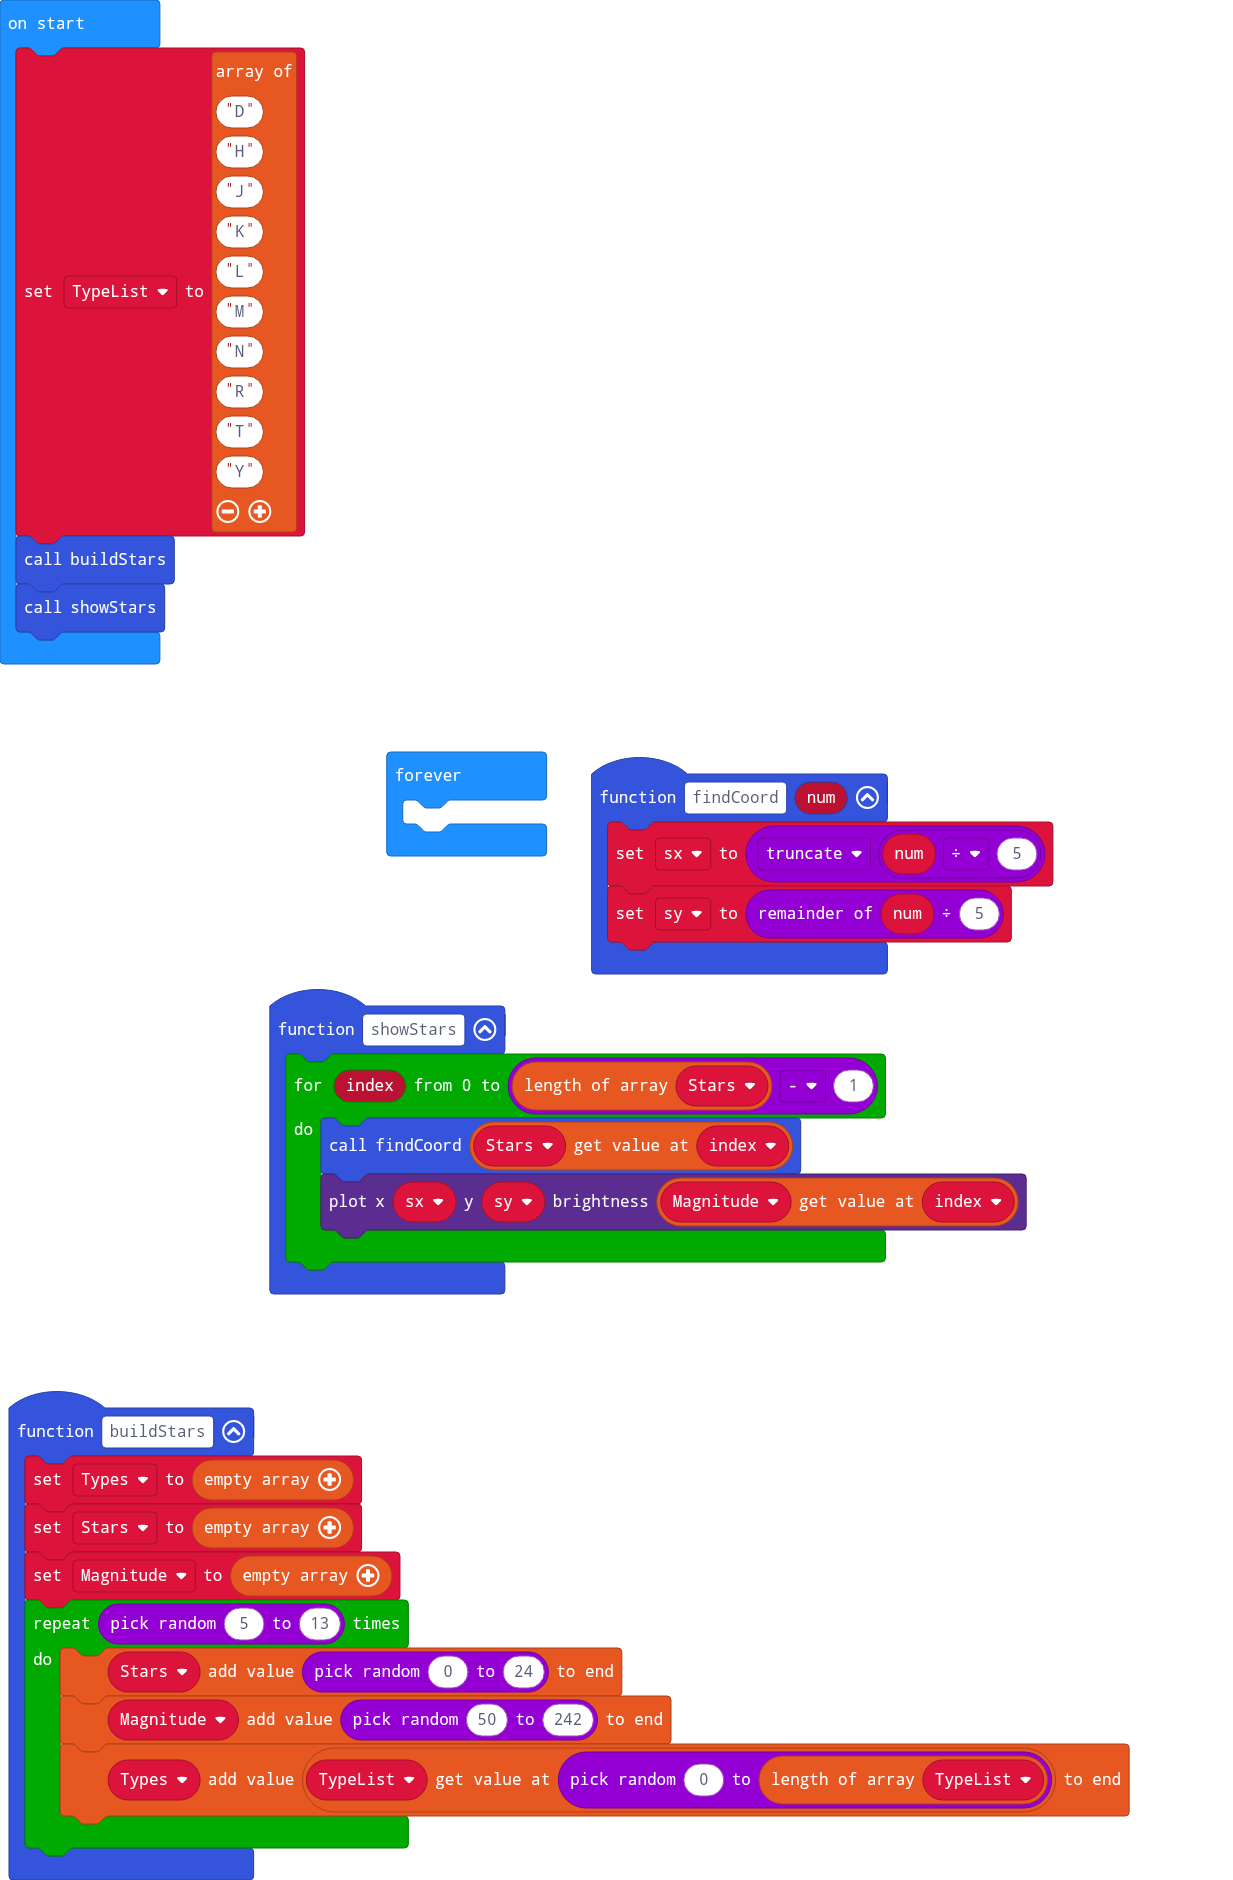 on start
array of
"D"
"H"
"J"
"K"
"L"
set TypeList to
"M"
"N"
"R"
"T"
"Y"
call buildStars
call showStars
forever
function findCoord num
set sx to truncate num ÷ 5
set sy to remainder of num ÷ 5
function showStars
for index from 0 to length of array Stars - 1
do
call findCoord Stars get value at index
plot x sx y sy brightness Magnitude get value at index
function buildStars
set Types to empty array
set Stars to empty array
set Magnitude to empty array
repeat pick random 5 to 13 times
do
Stars add value pick random 0 to 24 to end
Magnitude add value pick random 50 to 242 to end
Types add value TypeList get value at pick random 0 to length of array TypeList to end